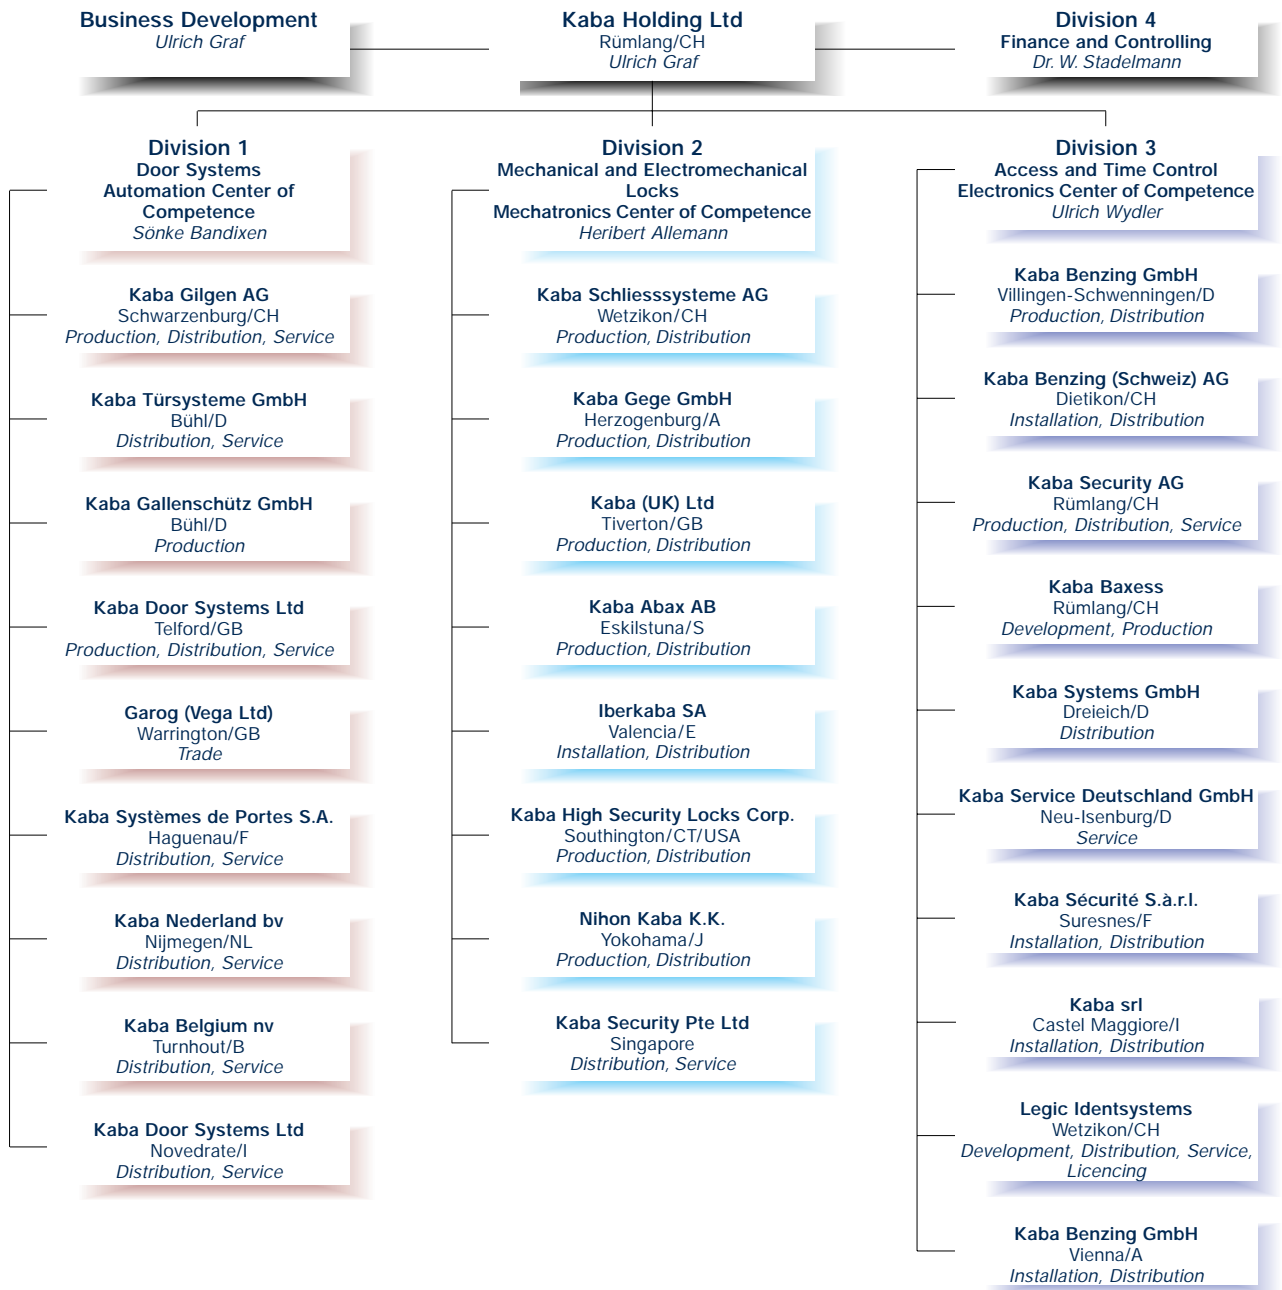 Business Development
Ulrich Graf
Kaba Holding Ltd
Rümlang/CH
Ulrich Graf
Division 4
Finance and Controlling
Dr. W. Stadelmann
Division 1
Door Systems
Automation Center of
Competence
Sönke Bandixen
Kaba Gilgen AG
Schwarzenburg/CH
Production, Distribution, Service
Kaba Türsysteme GmbH
Bühl/D
Distribution, Service
Kaba Gallenschütz GmbH
Bühl/D
Production
Kaba Door Systems Ltd
Telford/GB
Production, Distribution, Service
Garog (Vega Ltd)
Warrington/GB
Trade
Kaba Systèmes de Portes S.A.
Haguenau/F
Distribution, Service
Kaba Nederland bv
Nijmegen/NL
Distribution, Service
Kaba Belgium nv
Turnhout/B
Distribution, Service
Kaba Door Systems Ltd
Novedrate/I
Distribution, Service
Division 2
Mechanical and Electromechanical
Locks
Mechatronics Center of Competence
Heribert Allemann
Kaba Schliesssysteme AG
Wetzikon/CH
Production, Distribution
Kaba Gege GmbH
Herzogenburg/A
Production, Distribution
Kaba (UK) Ltd
Tiverton/GB
Production, Distribution
Kaba Abax AB
Eskilstuna/S
Production, Distribution
Iberkaba SA
Valencia/E
Installation, Distribution
Kaba High Security Locks Corp.
Southington/CT/USA
Production, Distribution
Nihon Kaba K.K.
Yokohama/J
Production, Distribution
Kaba Security Pte Ltd
Singapore
Distribution, Service
Division 3
Access and Time Control
Electronics Center of Competence
Ulrich Wydler
Kaba Benzing GmbH
Villingen-Schwenningen/D
Production, Distribution
Kaba Benzing (Schweiz) AG
Dietikon/CH
Installation, Distribution
Kaba Security AG
Rümlang/CH
Production, Distribution, Service
Kaba Baxess
Rümlang/CH
Development, Production
Kaba Systems GmbH
Dreieich/D
Distribution
Kaba Service Deutschland GmbH
Neu-Isenburg/D
Service
Kaba Sécurité S.à.r.l.
Suresnes/F
Installation, Distribution
Kaba srl
Castel Maggiore/I
Installation, Distribution
Legic Identsystems
Wetzikon/CH
Development, Distribution, Service,
Licencing
Kaba Benzing GmbH
Vienna/A
Installation, Distribution